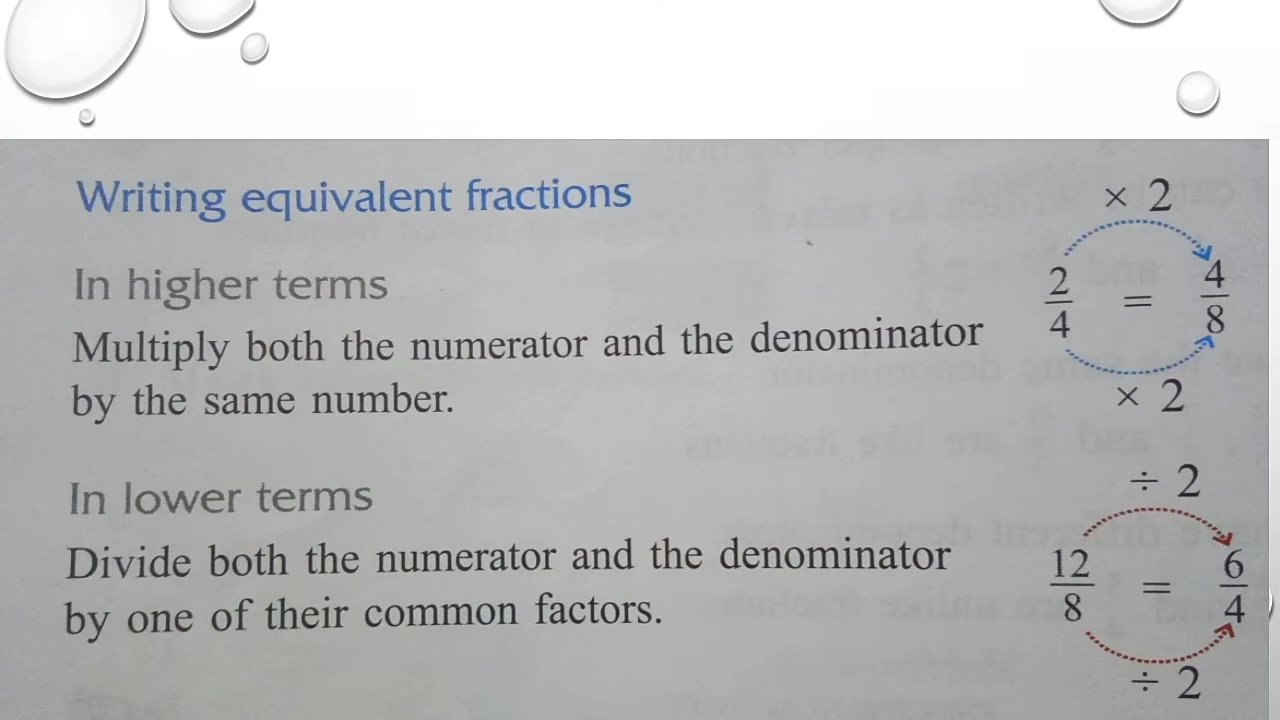 Writing equivalent fractions
In higher terms
Multiply both the numerator and the denominator
by the same number.
× 2
2/4 = 4/8
× 2
In lower terms
Divide both the numerator and the denominator
by one of their common factors.
÷ 2
12/8 = 6/4
÷ 2